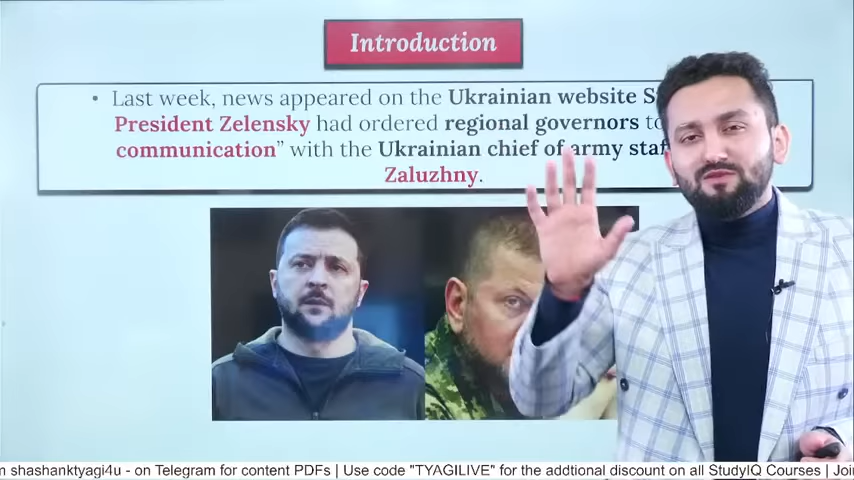 Introduction
• Last week, news appeared on the Ukrainian website
President Zelensky had ordered regional governors
communication” with the Ukrainian chief of army staf
Zaluzhny.
m shashanktyagi4u - on Telegram for content PDFs | Use code "TYAGILIVE" for the addtional discount on all StudyIQ Courses | Joi